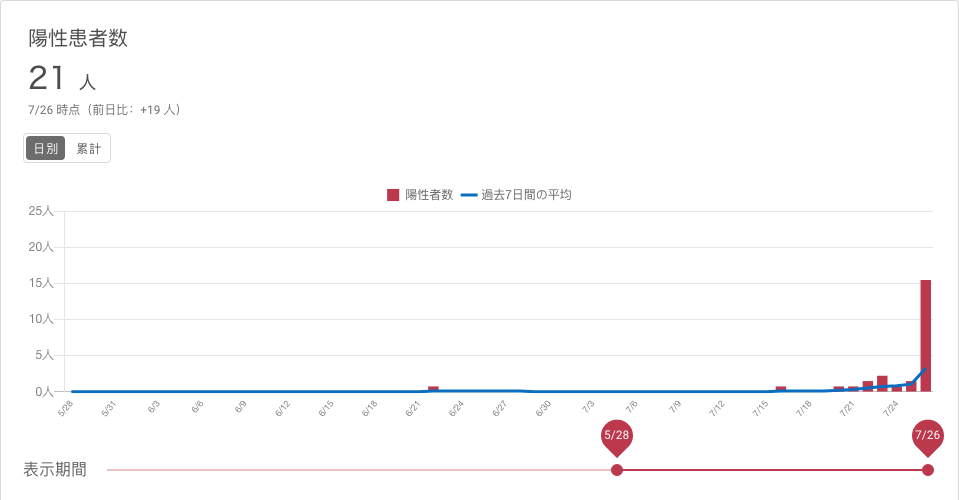 陽性患者数
21 人
7/26 時点（前日比：+19 人）
日別 累計
陽性者数 過去7日間の平均
25人
20人
15人
10人
5人
0人
5/28 5/31 6/3 6/6 6/9 6/12 6/15 6/18 6/21 6/24 6/27 6/30 7/3 7/6 7/9 7/12 7/15 7/18 7/21 7/24
5/28 7/26
表示期間